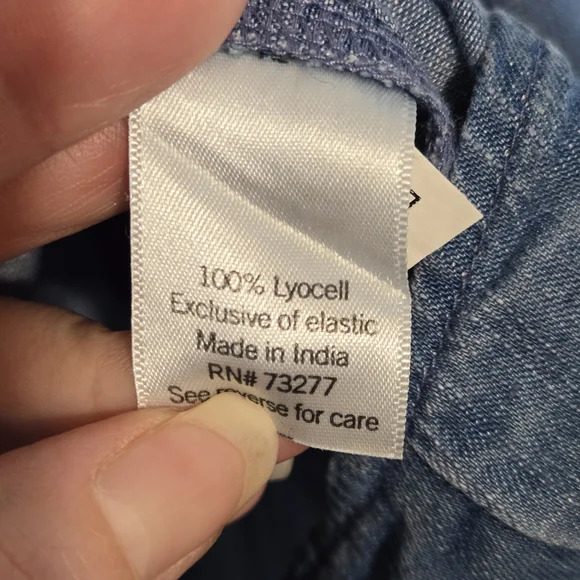 100% Lyocell
Exclusive of elastic
Made in India
RN# 73277
See reverse for care